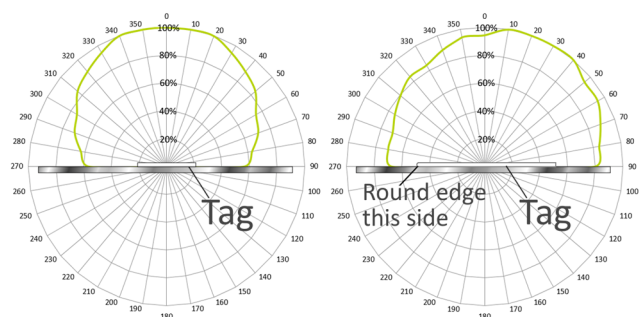 0
350 10
340 100% 20
330 30
320 80% 40
310 50
300 60% 60
290 40% 70
280 20% 80
270 90
260 100
250 Tag 110
240 120
230 130
220 140
210 150
200 160
190 170
180
0
350 10
340 100% 20
330 30
320 80% 40
310 50
300 60% 60
290 40% 70
280 20% 80
270 90
260 100
Round edge
this side
Tag
250 110
240 120
230 130
220 140
210 150
200 160
190 170
180